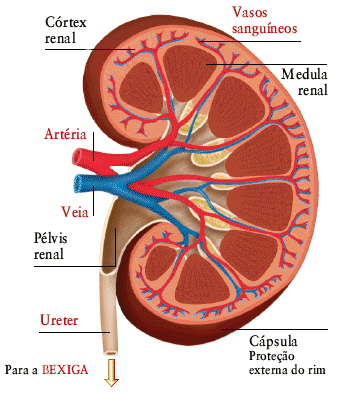 Córtex
renal
Vasos
sanguíneos
Medula
renal
Artéria
Veia
Pélvis
renal
Ureter
Cápsula
Proteção
externa do rim
Para a BEXIGA